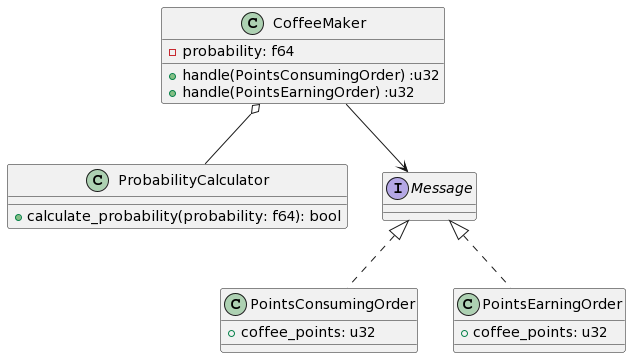 C CoffeeMaker
probability: f64
handle(PointsConsumingOrder) :u32
handle(PointsEarningOrder) :u32
C ProbabilityCalculator
calculate_probability(probability: f64): bool
I Message
C PointsConsumingOrder
coffee_points: u32
C PointsEarningOrder
coffee_points: u32